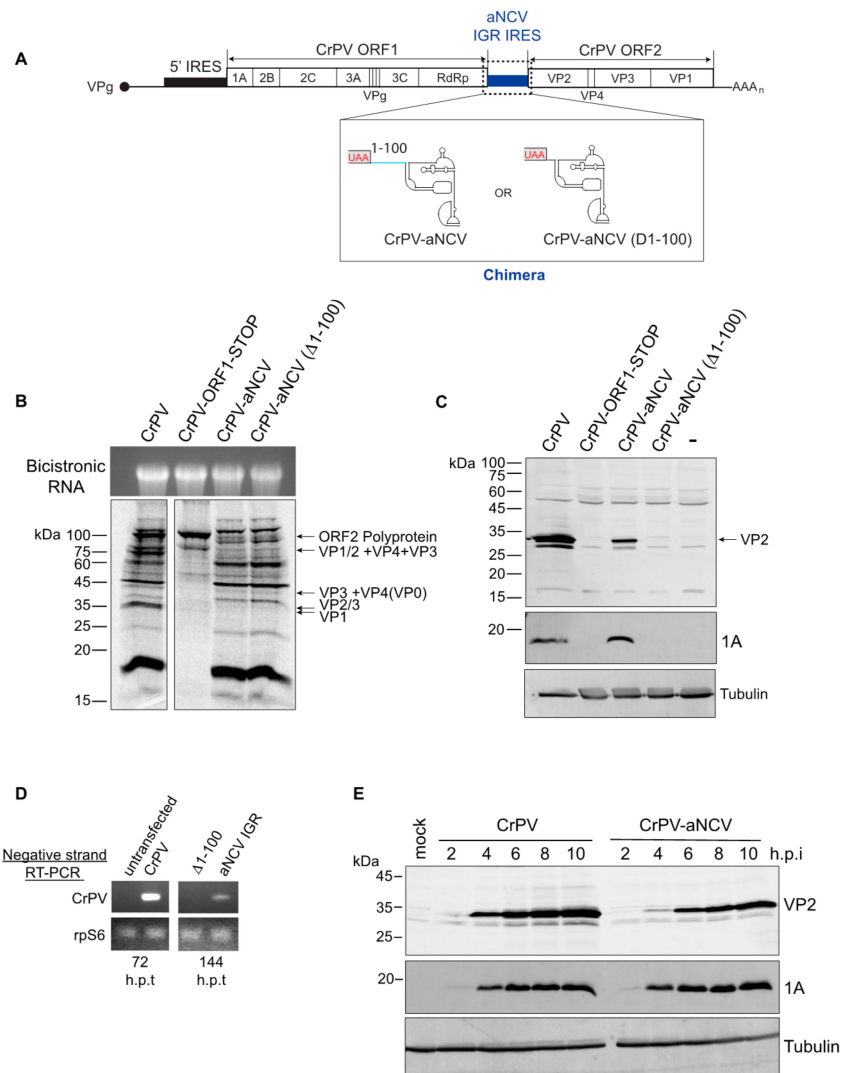 A
aNCV
IGR IRES
CrPV ORF1
CrPV ORF2
5' IRES
1A 2B 2C 3A 3C RdRp
VP2 VP3 VP1
VPg
VPg
VP4
AAAn
UAA
1-100
UAA
OR
CrPV-aNCV
CrPV-aNCV (D1-100)
Chimera
B
CrPV
CrPV-ORF1-STOP
CrPV-aNCV
CrPV-aNCV (Δ1-100)
Bicistronic
RNA
kDa 100
75
60
45
35
25
20
15
ORF2 Polyprotein
VP1/2 +VP4+VP3
VP3 +VP4(VP0)
VP2/3
VP1
C
CrPV
CrPV-ORF1-STOP
CrPV-aNCV
CrPV-aNCV (Δ1-100)
-
kDa 100
75
60
45
35
25
20
15
VP2
20
1A
Tubulin
D
untransfected
CrPV
Δ1-100
aNCV IGR
Negative strand
RT-PCR
CrPV
rpS6
72
h.p.t
144
h.p.t
E
mock
CrPV
CrPV-aNCV
2 4 6 8 10 2 4 6 8 10 h.p.i
kDa
45
35
25
VP2
20
1A
Tubulin